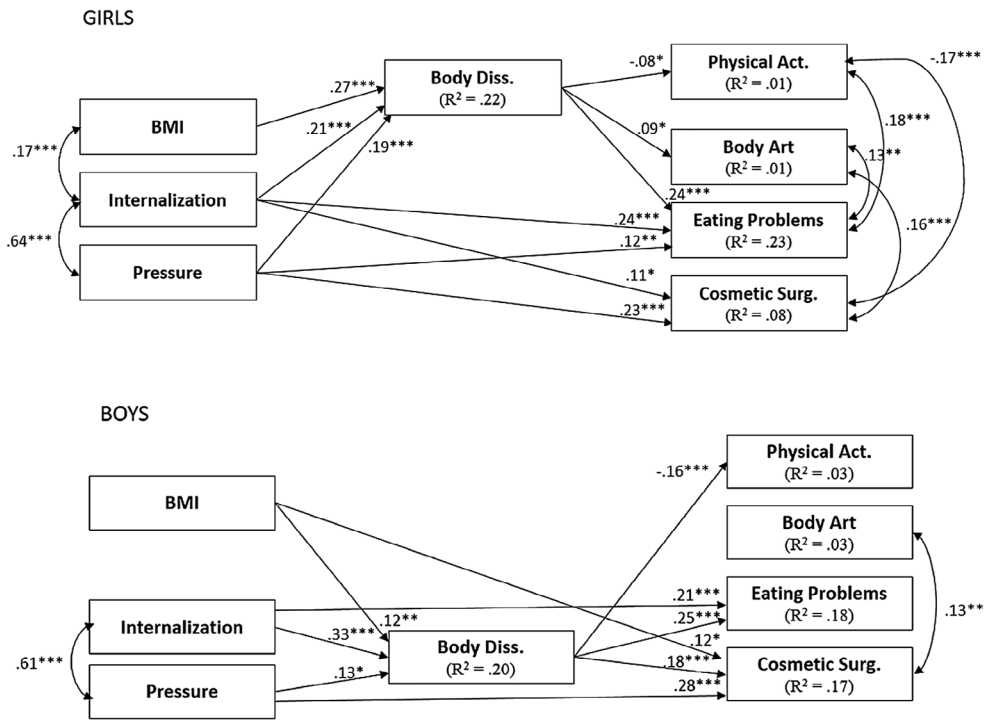 GIRLS
Physical Act.
(R² = .01)
-.17***
-.08*
Body Diss.
(R² = .22)
.27***
BMI
.21***
.09*
.18***
Body Art
(R² = .01)
.13**
.17***
.19***
.24***
Internalization
.24***
Eating Problems
(R² = .23)
.16***
.64***
.12**
Pressure
.11*
Cosmetic Surg.
(R² = .08)
.23***
BOYS
Physical Act.
(R² = .03)
-.16***
BMI
Body Art
(R² = .03)
.21***
Eating Problems
(R² = .18)
.13**
.12**
.25***
Internalization
.33***
Body Diss.
(R² = .20)
.12*
.61***
.18***
Cosmetic Surg.
(R² = .17)
.13*
Pressure
.28***